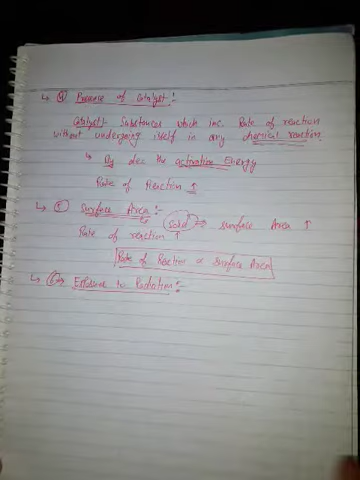 ↳ ④ Presence of Catalyst :-
Catalyst) Substances which inc. Rate of reaction
without undergoing itself in any chemical reaction
↳ By dec the activation Energy
Rate of Reaction ↑
↳ ⑤ Surface Area :-
Solid → Surface Area ↑
Rate of reaction ↑
Rate of Reaction ∝ Surface Area
↳ ⑥ Exposure to Radiation :-